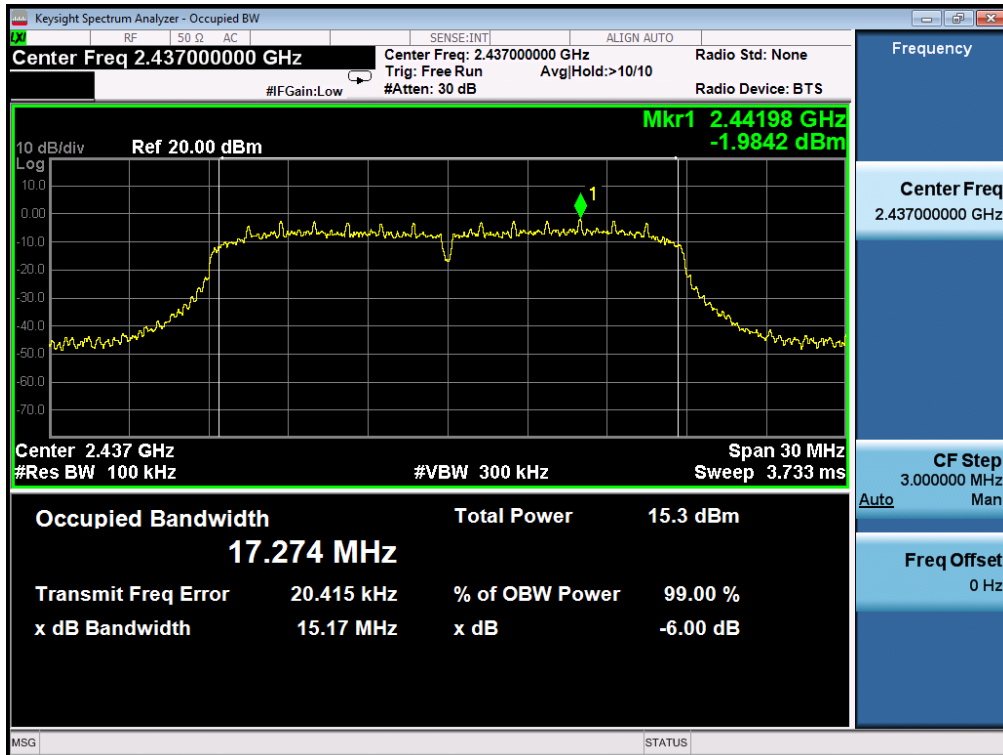 Keysight Spectrum Analyzer - Occupied BW
LXI RF 50 Ω AC SENSE:INT ALIGN AUTO
Center Freq 2.437000000 GHz
Center Freq: 2.437000000 GHz Radio Std: None
Trig: Free Run Avg|Hold:>10/10
#IFGain:Low #Atten: 30 dB Radio Device: BTS
Mkr1 2.44198 GHz
-1.9842 dBm
10 dB/div Ref 20.00 dBm
Log
10.0
0.00
-10.0
-20.0
-30.0
-40.0
-50.0
-60.0
-70.0
1
Center 2.437 GHz Span 30 MHz
#Res BW 100 kHz #VBW 300 kHz Sweep 3.733 ms
Occupied Bandwidth Total Power 15.3 dBm
17.274 MHz
Transmit Freq Error 20.415 kHz % of OBW Power 99.00 %
x dB Bandwidth 15.17 MHz x dB -6.00 dB
Frequency
Center Freq
2.437000000 GHz
CF Step
3.000000 MHz
Auto Man
Freq Offset
0 Hz
MSG STATUS